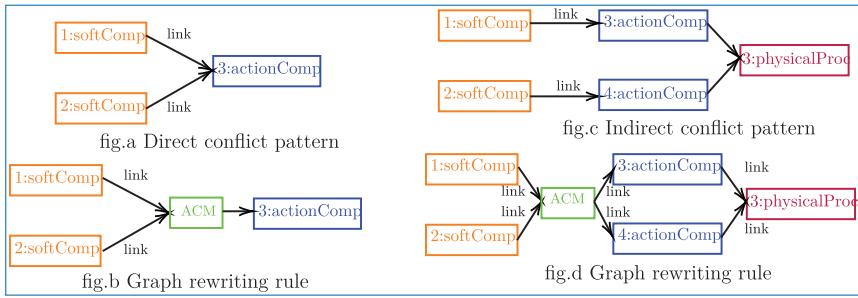 1:softComp
link
3:actionComp
2:softComp
link
fig.a Direct conflict pattern
1:softComp
link
3:actionComp
3:physicalProc
2:softComp
link
4:actionComp
fig.c Indirect conflict pattern
1:softComp
link
ACM
3:actionComp
2:softComp
link
fig.b Graph rewriting rule
1:softComp
3:actionComp
link
link
link
ACM
3:physicalProc
link
link
link
2:softComp
4:actionComp
fig.d Graph rewriting rule